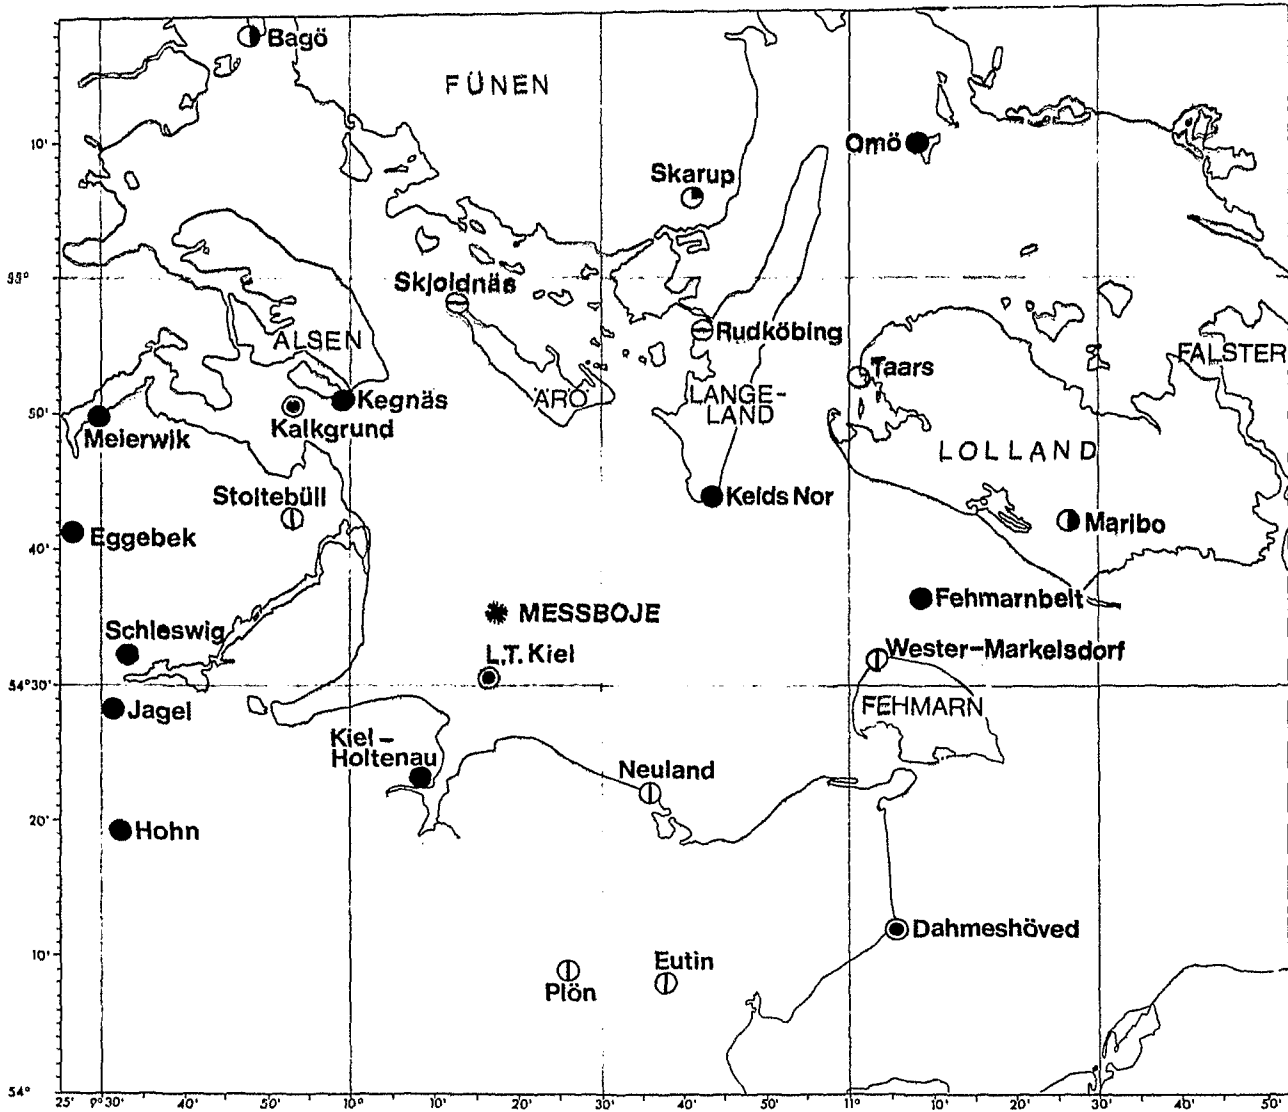 Bagö
FÜNEN
10'
Omö
Skarup
55°
Skjoldnäs
Rudköbing
ALSEN
FALSTER
Taars
ÄRÖ
LANGE-
LAND
50'
Kegnäs
Kalkgrund
Meierwik
LOLLAND
Stoltebüll
Kelds Nor
Maribo
Eggebek
40'
MESSBOJE
Fehmarnbelt
Schleswig
L.T. Kiel
Wester-Markelsdorf
54°30'
Jagel
FEHMARN
Kiel-
Holtenau
Neuland
20'
Hohn
Dahmeshöved
10'
Eutin
Plön
54°
25' 9°30' 40' 50' 10° 10' 20' 30' 40' 50' 11° 10' 20' 30' 40' 50'